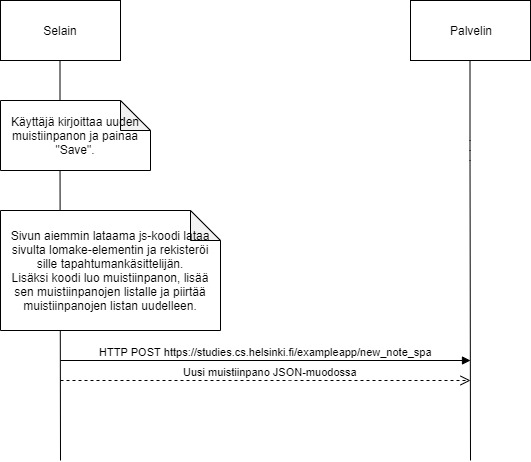 Selain
Palvelin
Käyttäjä kirjoittaa uuden
muistiinpanon ja painaa
"Save".
Sivun aiemmin lataama js-koodi lataa
sivulta lomake-elementin ja rekisteröi
sille tapahtumankäsittelijän.
Lisäksi koodi luo muistiinpanon, lisää
sen muistiinpanojen listalle ja piirtää
muistiinpanojen listan uudelleen.
HTTP POST https://studies.cs.helsinki.fi/exampleapp/new_note_spa
Uusi muistiinpano JSON-muodossa